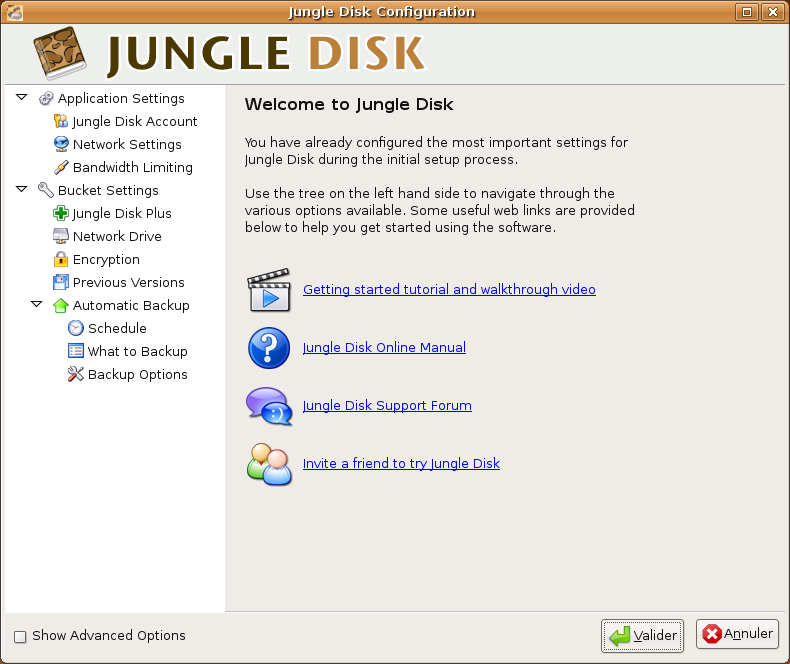 Jungle Disk Configuration
JUNGLE DISK
Application Settings
Jungle Disk Account
Network Settings
Bandwidth Limiting
Bucket Settings
Jungle Disk Plus
Network Drive
Encryption
Previous Versions
Automatic Backup
Schedule
What to Backup
Backup Options
Welcome to Jungle Disk
You have already configured the most important settings for
Jungle Disk during the initial setup process.
Use the tree on the left hand side to navigate through the
various options available. Some useful web links are provided
below to help you get started using the software.
Getting started tutorial and walkthrough video
Jungle Disk Online Manual
Jungle Disk Support Forum
Invite a friend to try Jungle Disk
Show Advanced Options
Valider
Annuler